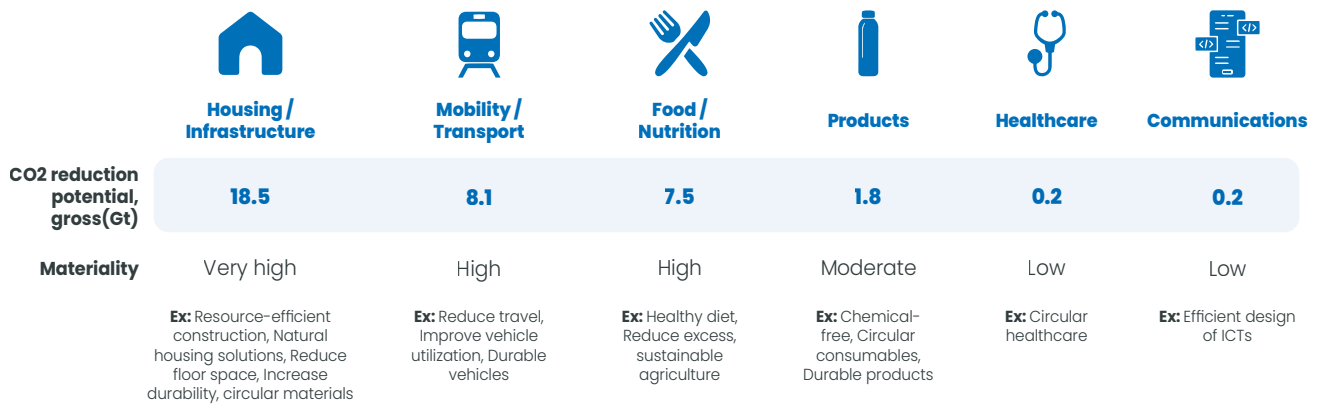 Housing /
Infrastructure
Mobility /
Transport
Food /
Nutrition
Products
Healthcare
Communications
CO2 reduction
potential,
gross(Gt)
18.5
8.1
7.5
1.8
0.2
0.2
Materiality
Very high
High
High
Moderate
Low
Low
Ex: Resource-efficient
construction, Natural
housing solutions, Reduce
floor space, Increase
durability, circular materials
Ex: Reduce travel,
Improve vehicle
utilization, Durable
vehicles
Ex: Healthy diet,
Reduce excess,
sustainable
agriculture
Ex: Chemical-
free, Circular
consumables,
Durable products
Ex: Circular
healthcare
Ex: Efficient design
of ICTs